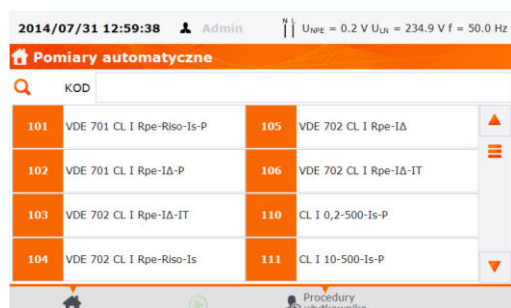 2014/07/31 12:59:38 Admin N L UNPE = 0.2 V ULN = 234.9 V f = 50.0 Hz
Pomiary automatyczne
KOD
101 VDE 701 CL I Rpe-Riso-Is-P 105 VDE 702 CL I Rpe-IΔ
102 VDE 701 CL I Rpe-IΔ-P 106 VDE 702 CL I Rpe-IΔ-IT
103 VDE 702 CL I Rpe-IΔ-IT 110 CL I 0,2-500-Is-P
104 VDE 702 CL I Rpe-Riso-Is 111 CL I 10-500-Is-P
Procedury
użytkownika